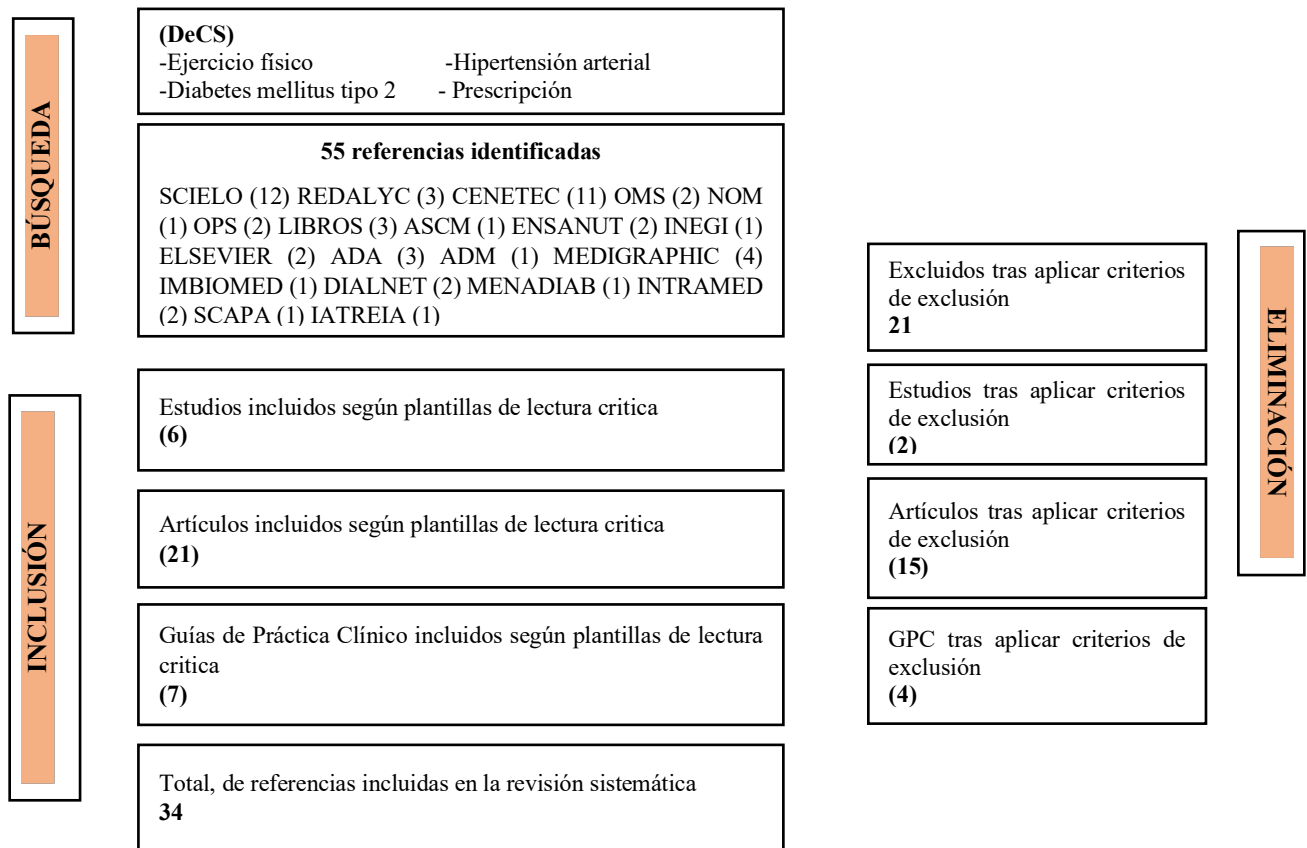 BÚSQUEDA
(DeCS)
-Ejercicio físico -Hipertensión arterial
-Diabetes mellitus tipo 2 - Prescripción
55 referencias identificadas
SCIELO (12) REDALYC (3) CENETEC (11) OMS (2) NOM
(1) OPS (2) LIBROS (3) ASCM (1) ENSANUT (2) INEGI (1)
ELSEVIER (2) ADA (3) ADM (1) MEDIGRAPHIC (4)
IMBIOMED (1) DIALNET (2) MENADIAB (1) INTRAMED
(2) SCAPA (1) IATREIA (1)
INCLUSIÓN
Estudios incluidos según plantillas de lectura critica
(6)
Artículos incluidos según plantillas de lectura critica
(21)
Guías de Práctica Clínico incluidos según plantillas de lectura
critica
(7)
Total, de referencias incluidas en la revisión sistemática
34
ELIMINACIÓN
Excluidos tras aplicar criterios
de exclusión
21
Estudios tras aplicar criterios
de exclusión
(2)
Artículos tras aplicar criterios
de exclusión
(15)
GPC tras aplicar criterios de
exclusión
(4)